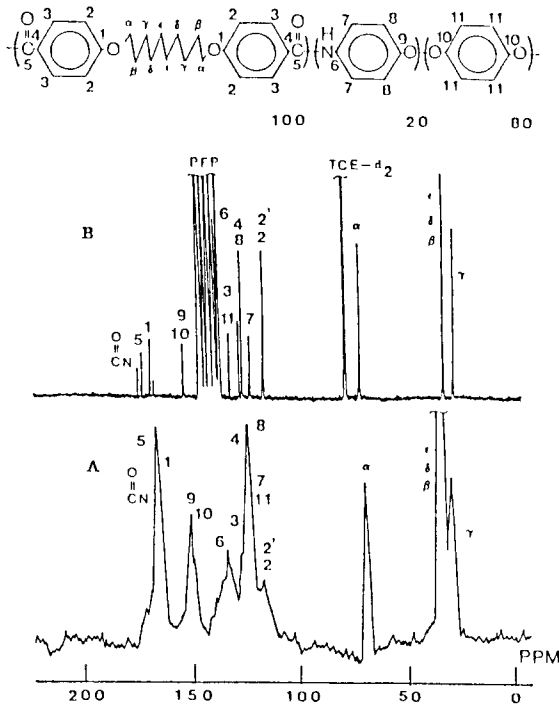 O 3 2 α γ ε δ β 2 3 O H 7 8 11 11
C 4 1 O O 1 4 C N 9 O 10 10 O
5 3 2 β δ ι γ α 2 3 5 6 7 8 11 11
100 20 80
PFP TCE-d2
B 6 4 8 2' 2 α ι δ β γ
O 5 1 9 10 3 11 7
CN
A 5 1 4 8 α ι δ β γ
O 9 10 3 7 11
CN 6 2' 2
PPM
200 150 100 50 0